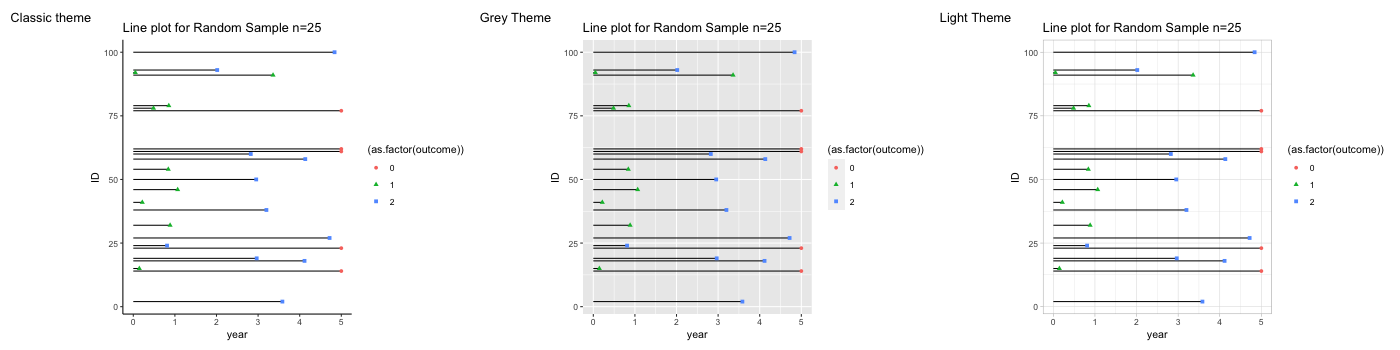 Classic theme
Line plot for Random Sample n=25
100
75
50
25
0
ID
0 1 2 3 4 5
year
(as.factor(outcome))
0
1
2
Grey Theme
Line plot for Random Sample n=25
100
75
50
25
0
ID
0 1 2 3 4 5
year
(as.factor(outcome))
0
1
2
Light Theme
Line plot for Random Sample n=25
100
75
50
25
0
ID
0 1 2 3 4 5
year
(as.factor(outcome))
0
1
2